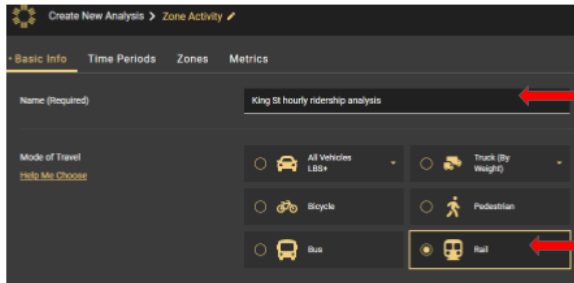 Create New Analysis > Zone Activity
Basic Info Time Periods Zones Metrics
Name (Required) King St hourly ridership analysis
Mode of Travel
Help Me Choose
All Vehicles
LBS+
Truck (By
Weight)
Bicycle
Pedestrian
Bus
Rail